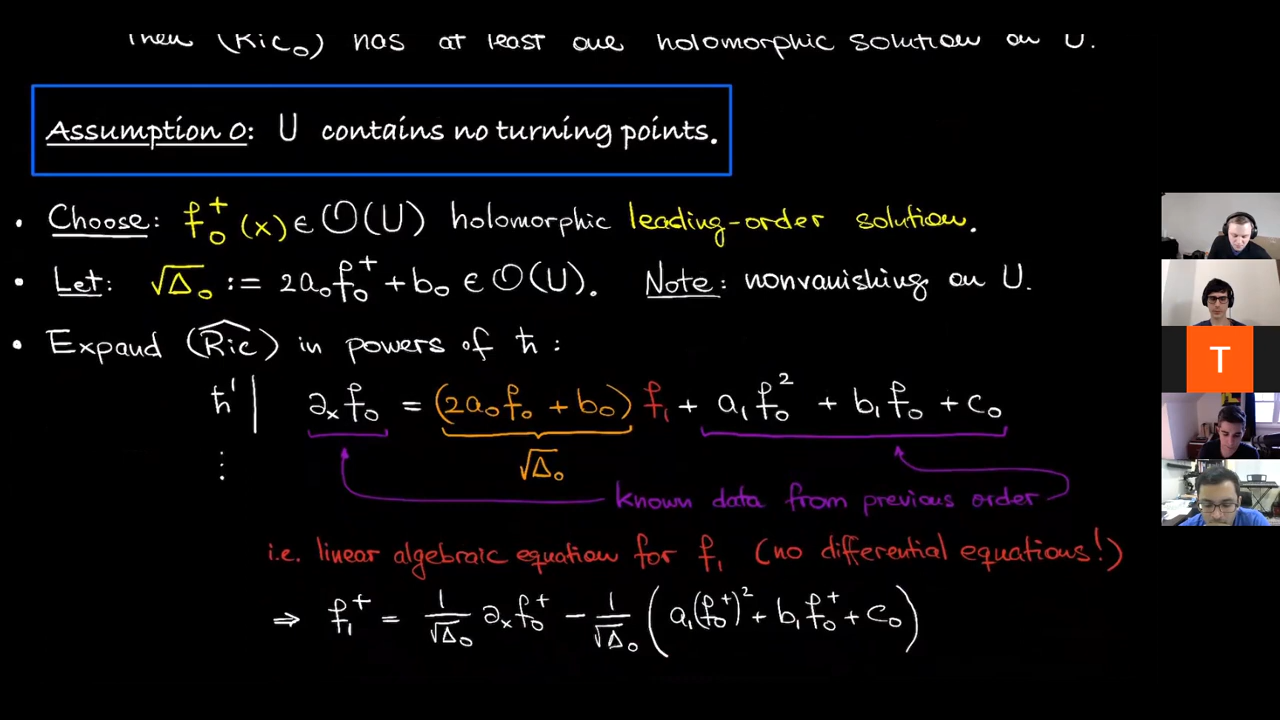 Then (Ric₀) has at least one holomorphic solution on U.
Assumption 0: U contains no turning points.
• Choose: f₀⁺(x) ∈ O(U) holomorphic leading-order solution.
• Let: √Δ₀ := 2a₀f₀⁺ + b₀ ∈ O(U). Note: nonvanishing on U.
• Expand (R̂ic) in powers of ħ:
ħ¹ | ∂ₓf₀ = (2a₀f₀ + b₀) f₁ + a₁f₀² + b₁f₀ + c₀
√Δ₀
⋮
known data from previous order
i.e. linear algebraic equation for f₁ (no differential equations!)
⇒ f₁⁺ = 1/√Δ₀ ∂ₓf₀⁺ − 1/√Δ₀ (a₁(f₀⁺)² + b₁f₀⁺ + c₀)
T